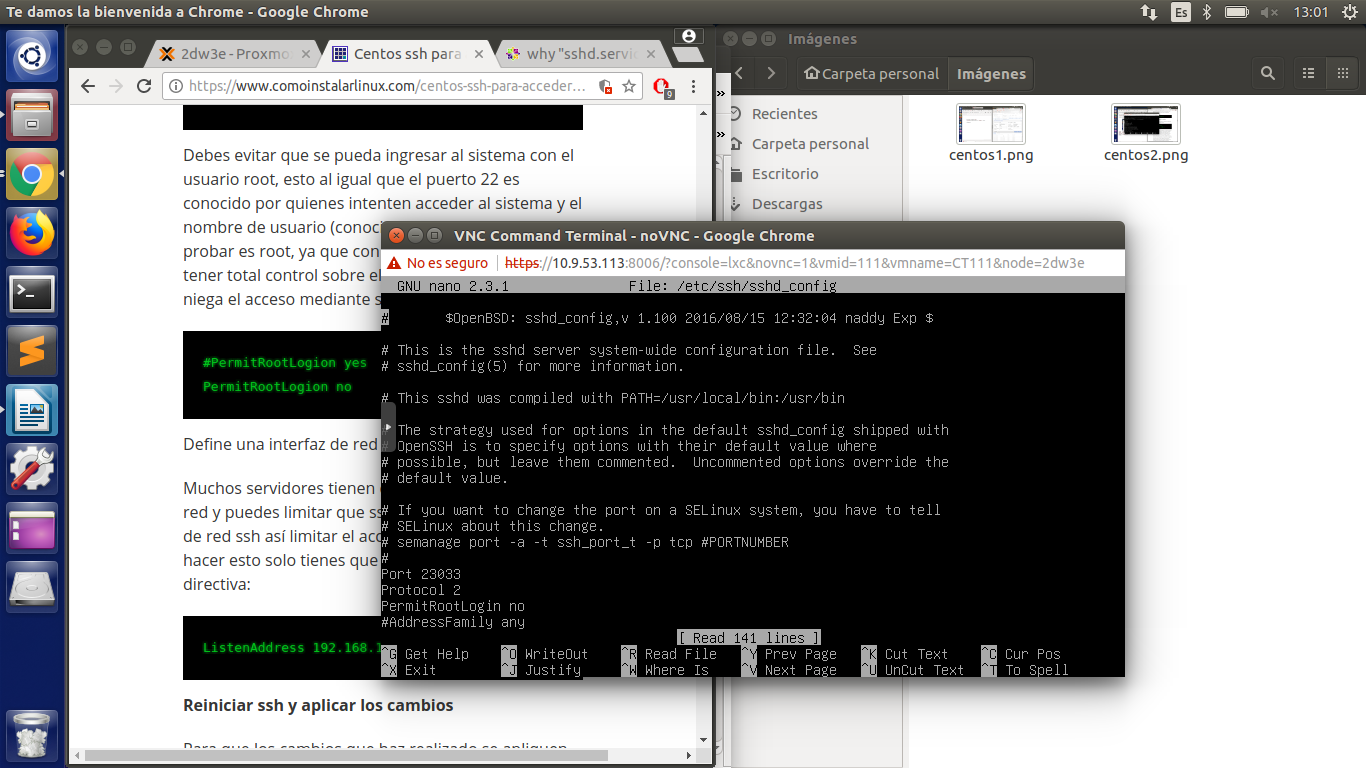 Te damos la bienvenida a Chrome - Google Chrome
Es
13:01
2dw3e - Proxmo
Centos ssh para
why "sshd.servi
https://www.comoinstalarlinux.com/centos-ssh-para-acceder...
9
Debes evitar que se pueda ingresar al sistema con el
usuario root, esto al igual que el puerto 22 es
conocido por quienes intenten acceder al sistema y el
nombre de usuario (conoci
probar es root, ya que con
tener total control sobre el
niega el acceso mediante s
#PermitRootLogion yes
PermitRootLogion no
Define una interfaz de red
Muchos servidores tienen
red y puedes limitar que ss
de red ssh así limitar el acc
hacer esto solo tienes que
directiva:
ListenAddress 192.168.1
Reiniciar ssh y aplicar los cambios
Para que los cambios que haz realizado se apliquen
Imágenes
Carpeta personal
Imágenes
Recientes
Carpeta personal
Escritorio
Descargas
centos1.png
centos2.png
VNC Command Terminal - noVNC - Google Chrome
No es seguro
https://10.9.53.113:8006/?console=lxc&novnc=1&vmid=111&vmname=CT111&node=2dw3e
GNU nano 2.3.1 File: /etc/ssh/sshd_config
# $OpenBSD: sshd_config,v 1.100 2016/08/15 12:32:04 naddy Exp $
# This is the sshd server system-wide configuration file. See
# sshd_config(5) for more information.
# This sshd was compiled with PATH=/usr/local/bin:/usr/bin
# The strategy used for options in the default sshd_config shipped with
# OpenSSH is to specify options with their default value where
# possible, but leave them commented. Uncommented options override the
# default value.
# If you want to change the port on a SELinux system, you have to tell
# SELinux about this change.
# semanage port -a -t ssh_port_t -p tcp #PORTNUMBER
#
Port 23033
Protocol 2
PermitRootLogin no
#AddressFamily any
[ Read 141 lines ]
^G Get Help ^O WriteOut ^R Read File ^Y Prev Page ^K Cut Text ^C Cur Pos
^X Exit ^J Justify ^W Where Is ^V Next Page ^U UnCut Text ^T To Spell